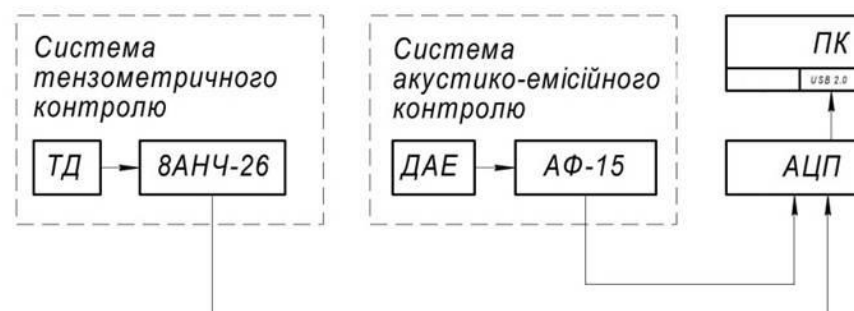 Система
тензометричного
контролю
ТД
8АНЧ-26
Система
акустико-емісійного
контролю
ДАЕ
АФ-15
ПК
USB 2.0
АЦП